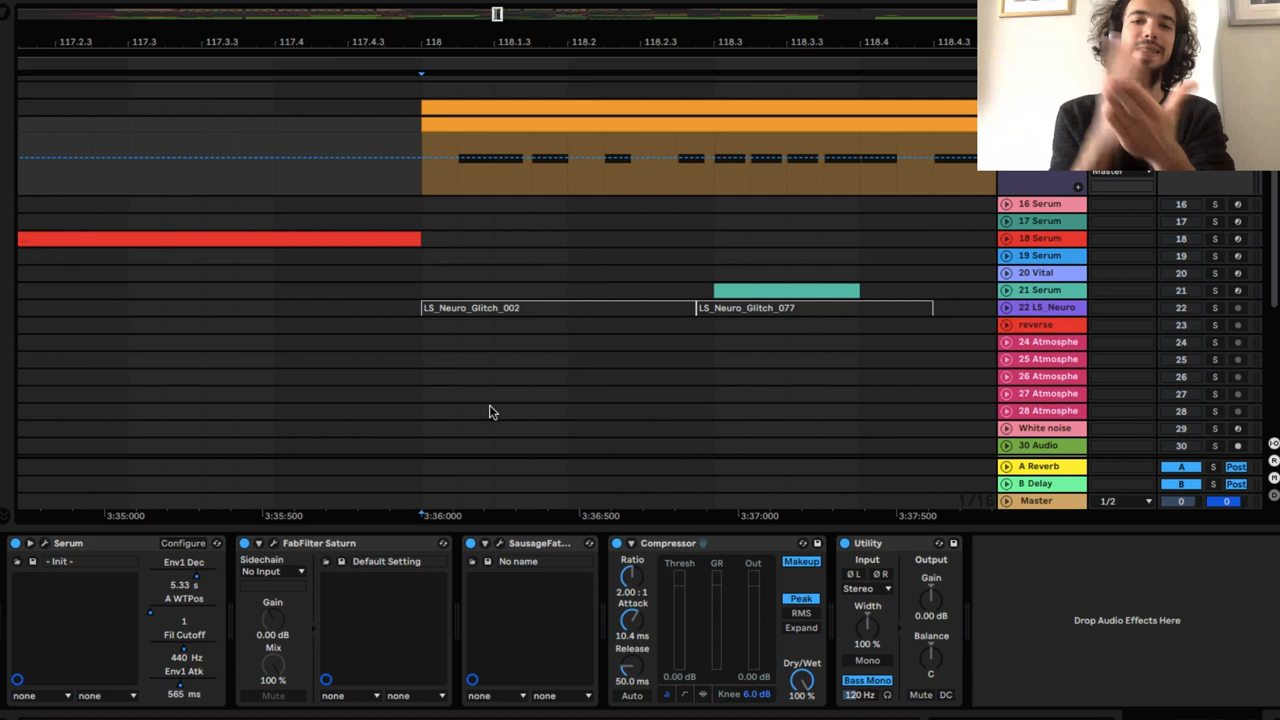 117.2.3 117.3 117.3.3 117.4 117.4.3 118 118.1.3 118.2 118.2.3 118.3 118.3.3 118.4 118.4.3
Master
16 Serum 16 S
17 Serum 17 S
... 18 Serum 18 S
19 Serum 19 S
20 Vital 20 S
21 Serum 21 S
LS_Neuro_Glitch_002 LS_Neuro_Glitch_077 22 LS_Neuro 22 S
reverse 23 S
24 Atmosphe 24 S
25 Atmosphe 25 S
26 Atmosphe 26 S
27 Atmosphe 27 S
28 Atmosphe 28 S
White noise 29 S
30 Audio 30 S
A Reverb A S Post
B Delay B S Post
1/16 Master 1/2 0 0
3:35:000 3:35:500 3:36:000 3:36:500 3:37:000 3:37:500
Serum Configure
- Init -
Env1 Dec
5.33 s
A WTPos
1
Fil Cutoff
440 Hz
Env1 Atk
565 ms
none none
FabFilter Saturn
Sidechain
No Input
Default Setting
Gain
0.00 dB
Mix
100 %
Mute
none none
SausageFat...
No name
none none
Compressor
Ratio
2.00 : 1
Attack
10.4 ms
Release
50.0 ms
Auto
Thresh GR Out
0.00 dB 0.00 dB
Knee 6.0 dB
Makeup
Peak
RMS
Expand
Dry/Wet
100 %
Utility
Input
Ø L Ø R
Stereo
Width
100 %
Mono
Bass Mono
120 Hz
Output
Gain
0.00 dB
Balance
C
Mute DC
Drop Audio Effects Here